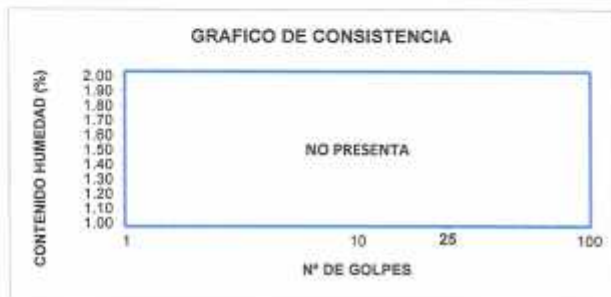 GRAFICO DE CONSISTENCIA
CONTENIDO HUMEDAD (%)
2.00
1.90
1.80
1.70
1.60
1.50
1.40
1.30
1.20
1.10
1.00
NO PRESENTA
1 10 25 100
N° DE GOLPES